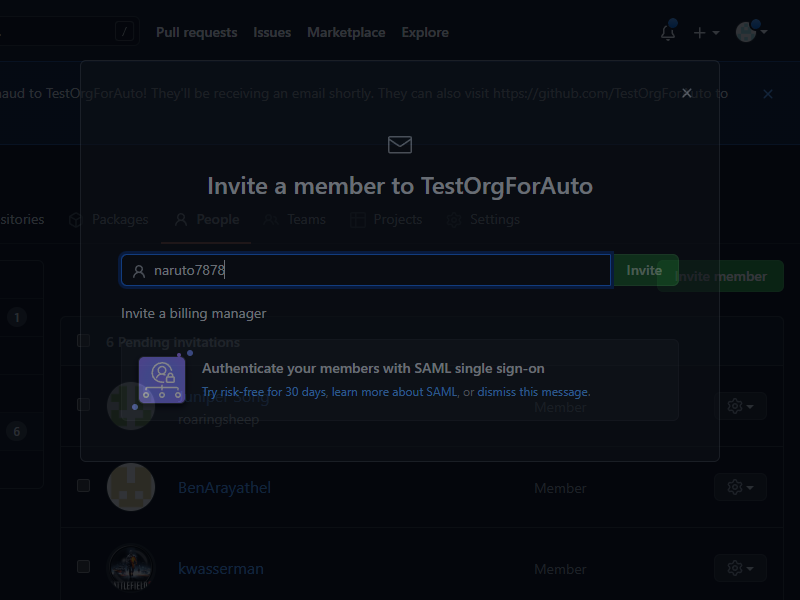 / Pull requests Issues Marketplace Explore
naud to TestOrgForAuto! They'll be receiving an email shortly. They can also visit https://github.com/TestOrgForAuto to
Invite a member to TestOrgForAuto
sitories Packages People Teams Projects Settings
naruto7878 Invite
Invite member
Invite a billing manager
1
6 Pending Invitations
Authenticate your members with SAML single sign-on
Try risk-free for 30 days, learn more about SAML, or dismiss this message.
Juniper Song
Member
roaringsheep
6
BenArayathel Member
kwasserman Member
BATTLEFIELD